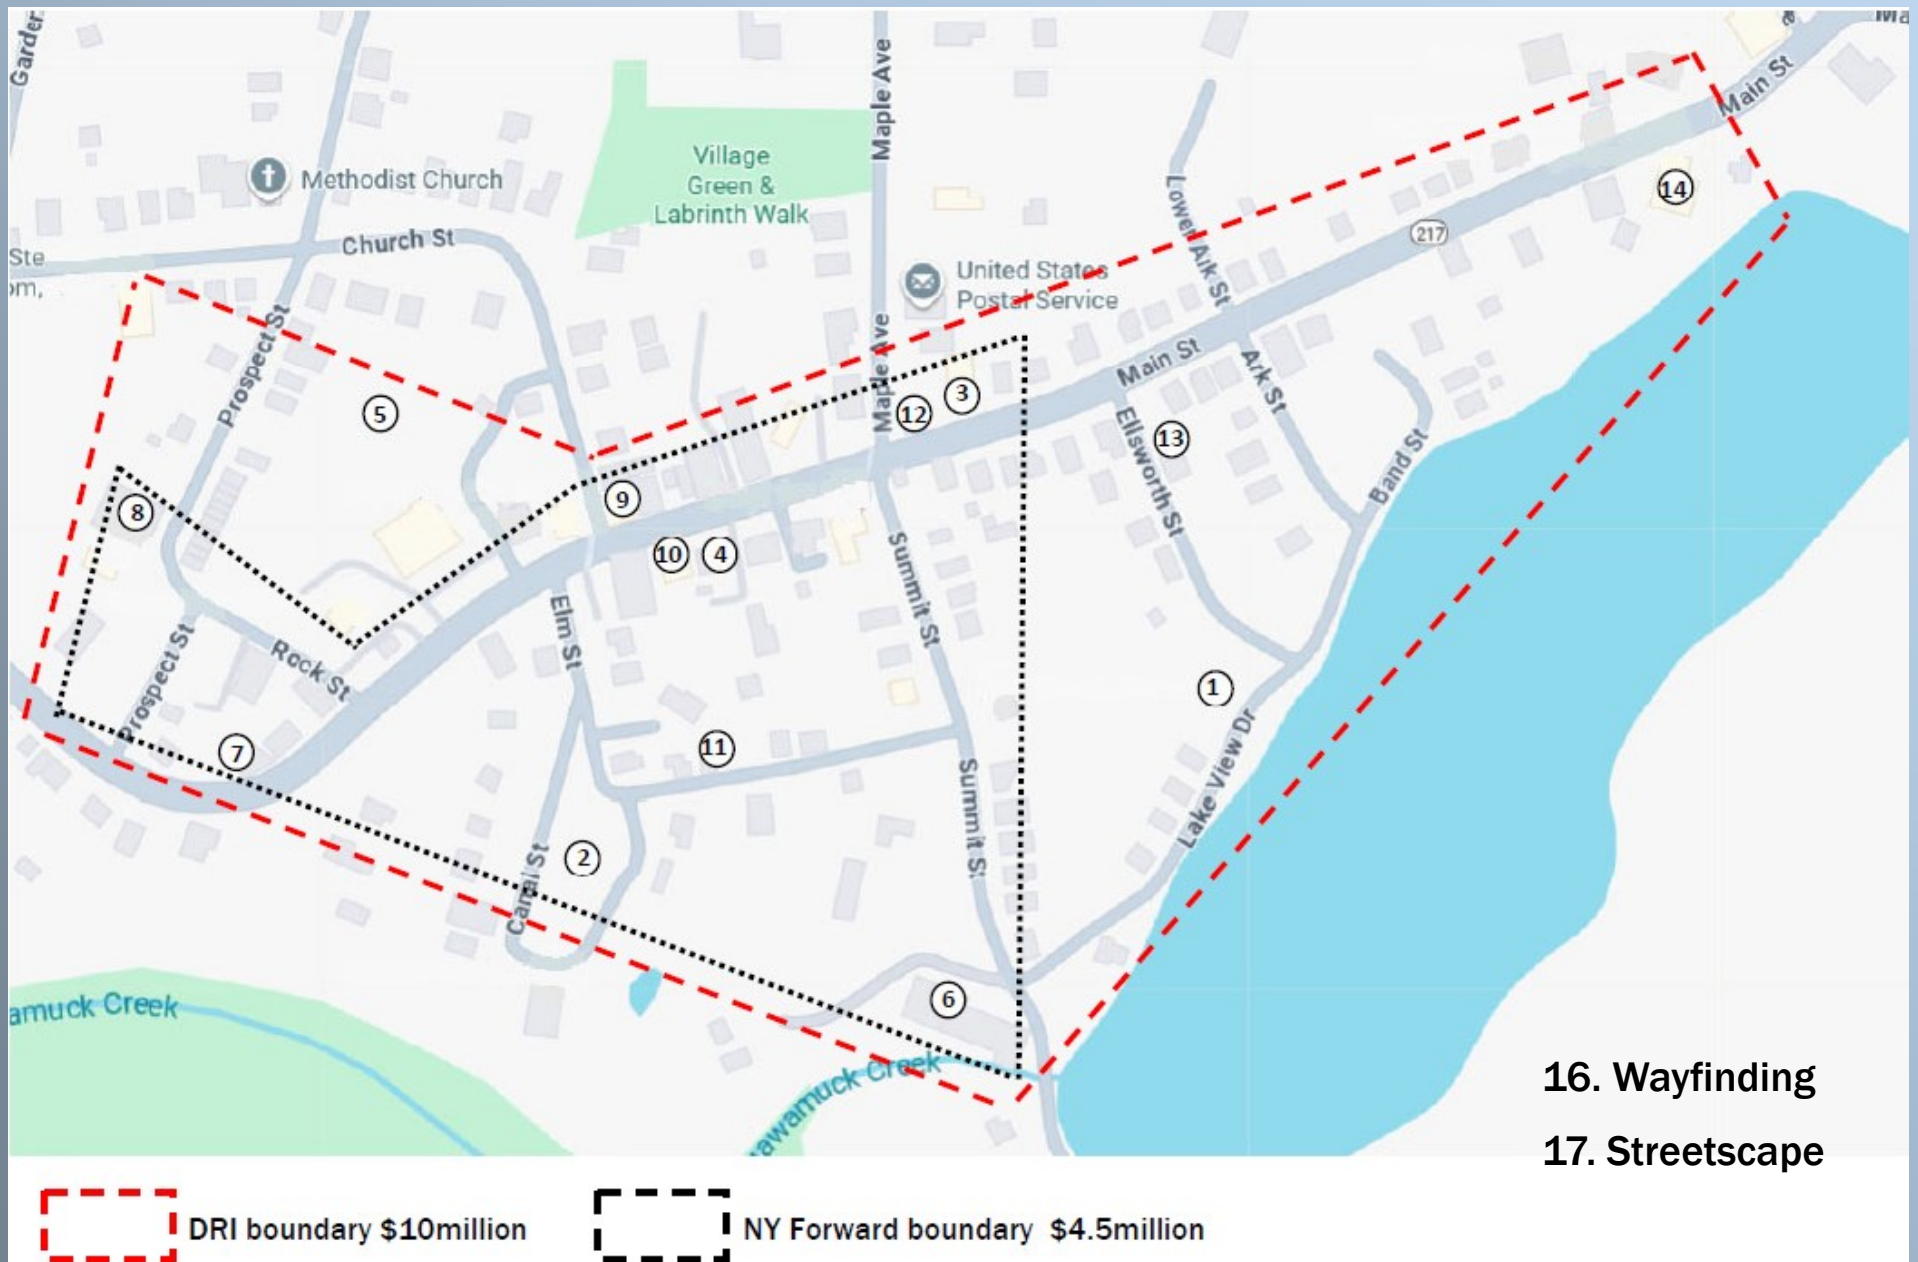 Garden
Maple Ave
Main St
Methodist Church
Village
Green &
Labrinth Walk
14
Church St
Lower Ark St
217
Ste
om,
United States
Postal Service
Prospect St
Maple Ave
Main St
Ark St
5
12
3
13
Ellsworth St
Band St
8
9
10
4
Summit St
Elm St
Prospect St
Rock St
1
7
11
Lake View Dr
Summit St
2
Canal St
6
amuck Creek
awamuck Creek
16. Wayfinding
17. Streetscape
DRI boundary $10million
NY Forward boundary $4.5million